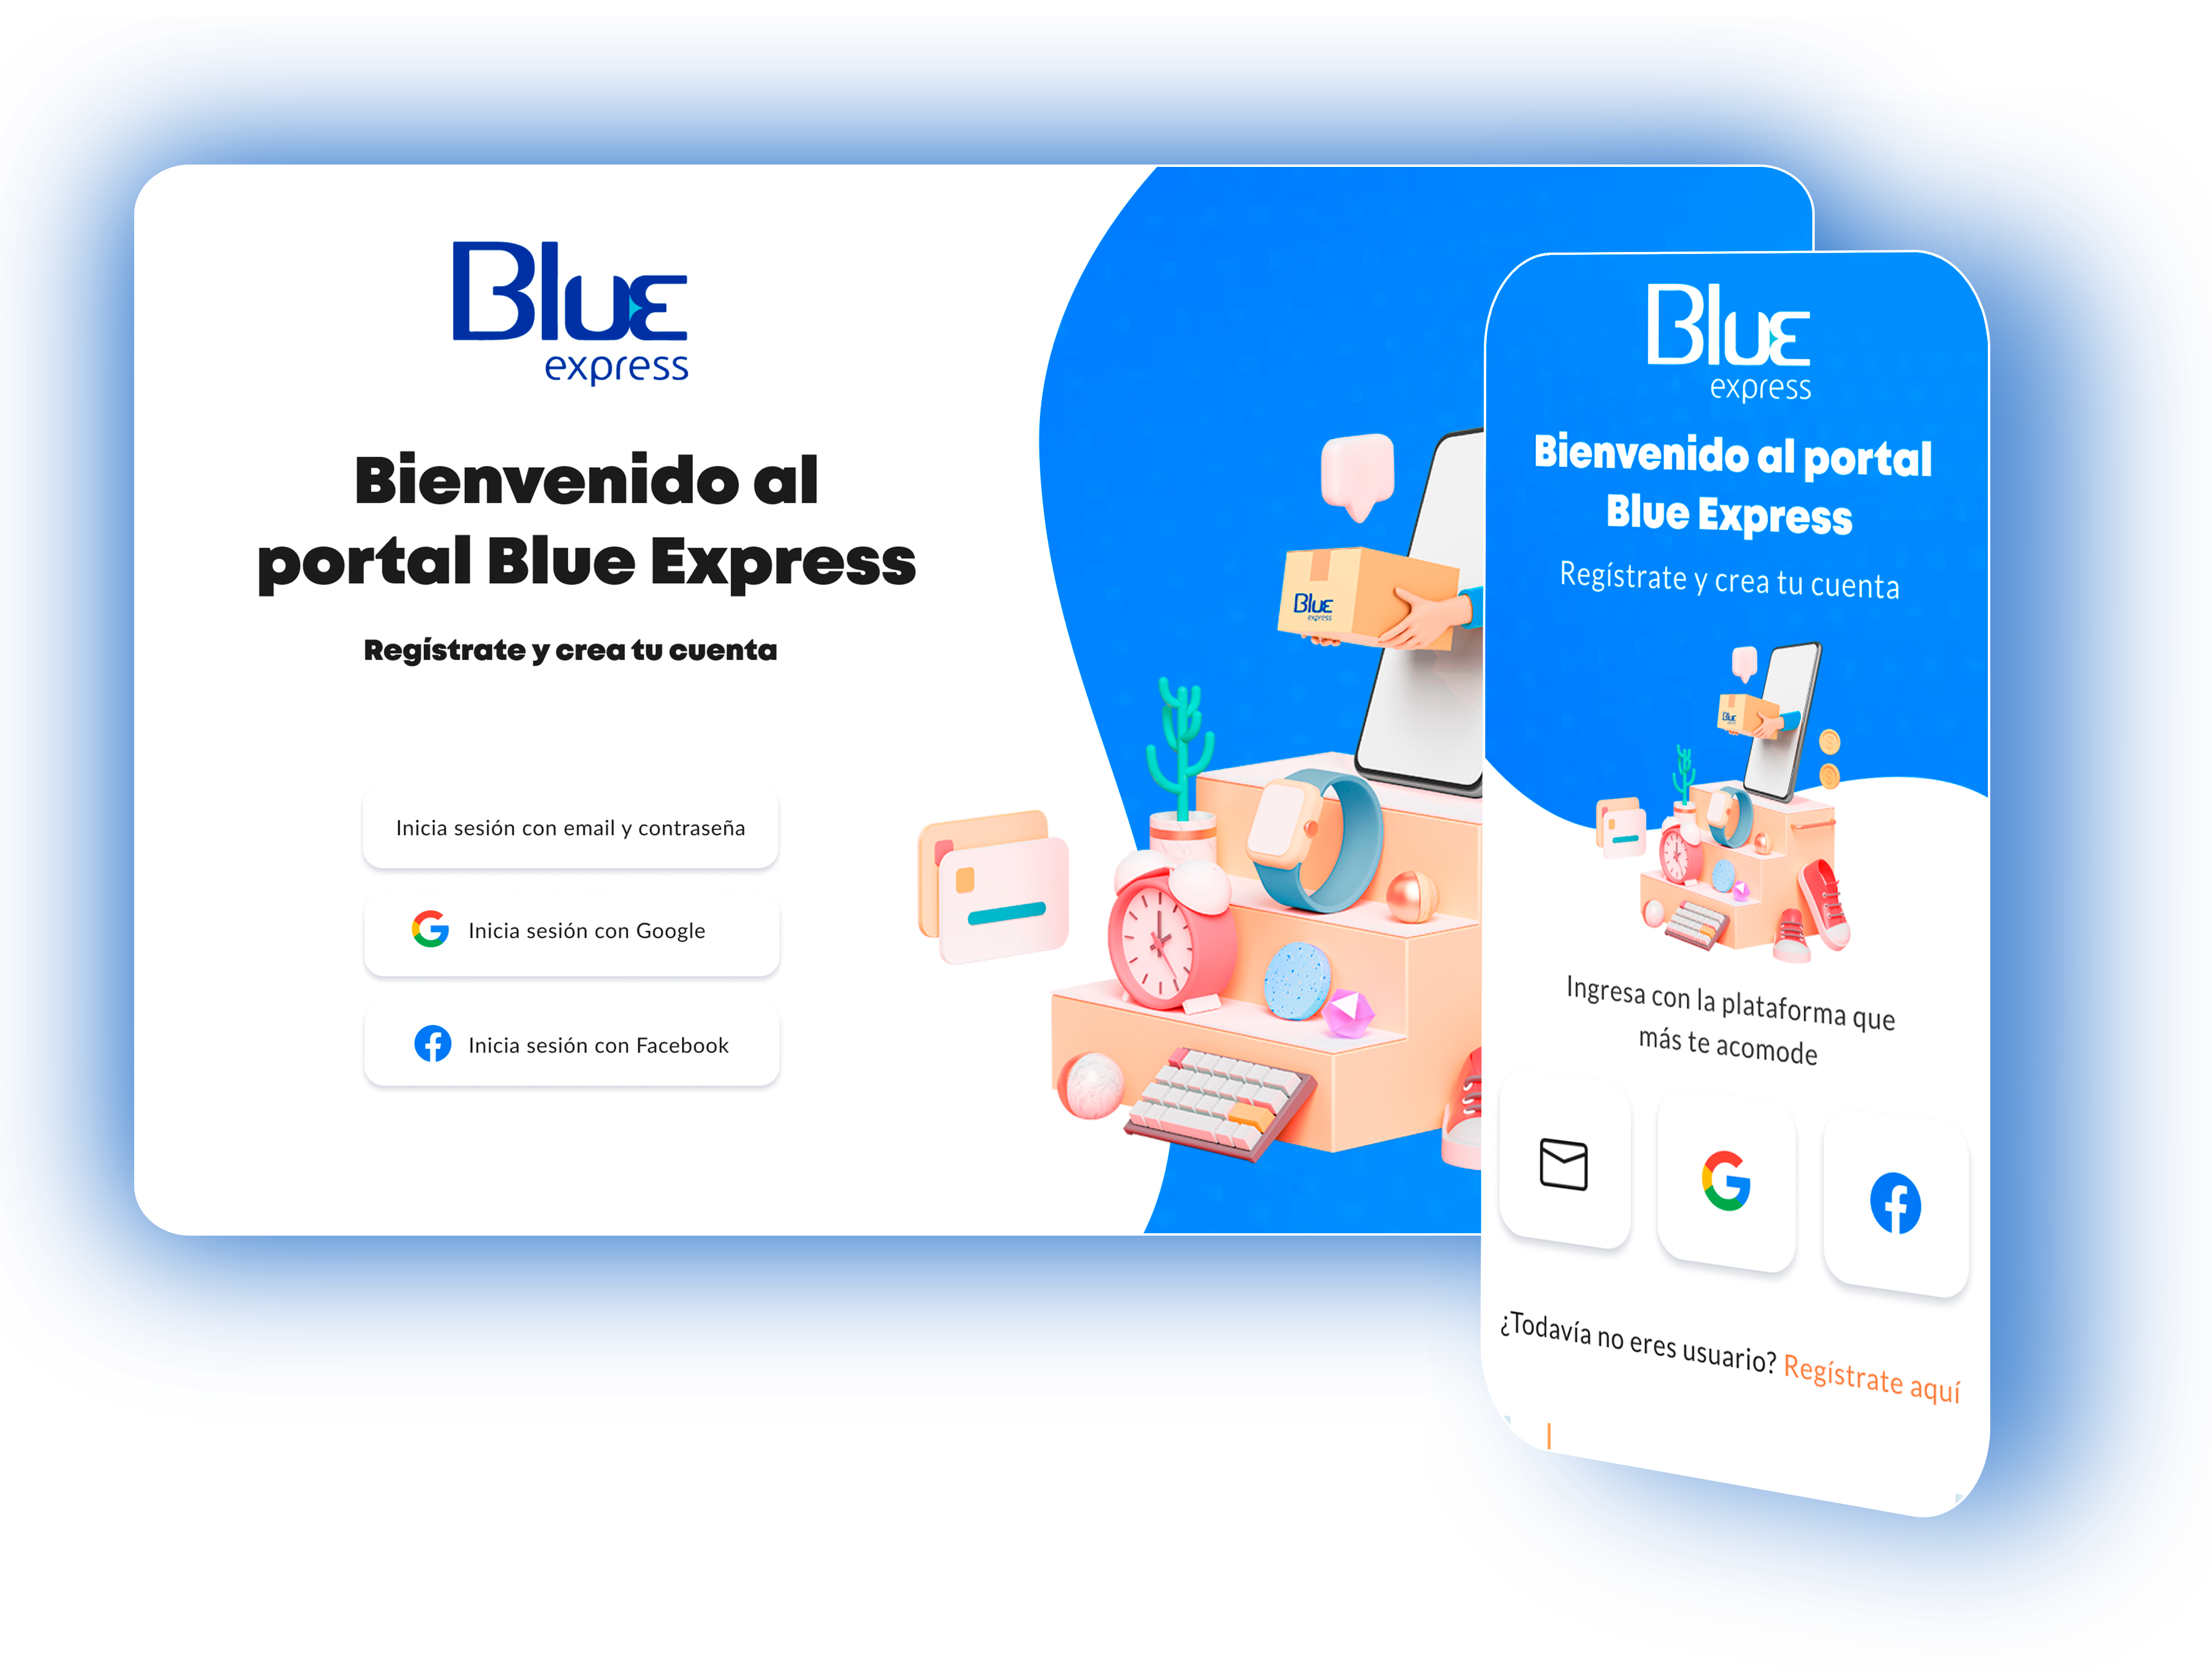 Blue
express
Bienvenido al
portal Blue Express
Regístrate y crea tu cuenta
Inicia sesión con email y contraseña
Inicia sesión con Google
Inicia sesión con Facebook
Blue
express
Blue
express
Bienvenido al portal
Blue Express
Regístrate y crea tu cuenta
Blue
Ingresa con la plataforma que
más te acomode
¿Todavía no eres usuario? Regístrate aquí